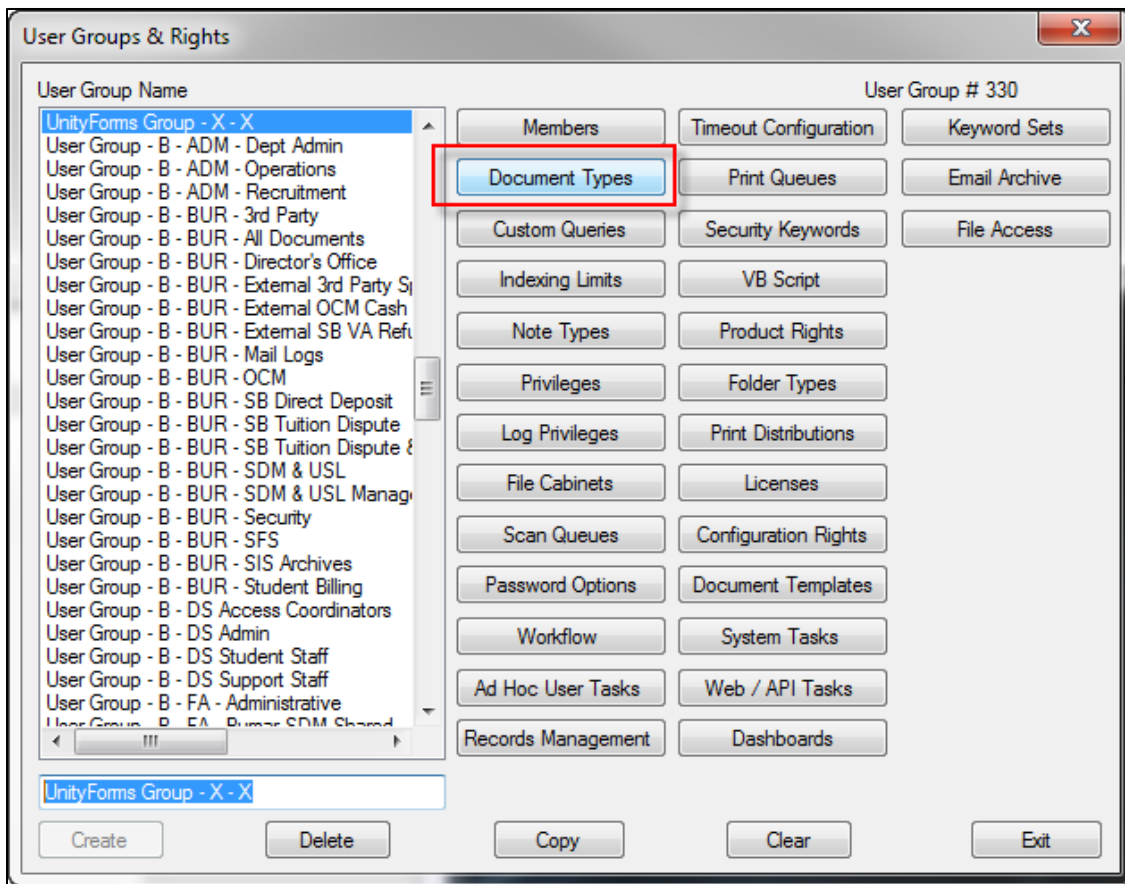 User Groups & Rights
User Group Name
User Group # 330
UnityForms Group - X - X
User Group - B - ADM - Dept Admin
User Group - B - ADM - Operations
User Group - B - ADM - Recruitment
User Group - B - BUR - 3rd Party
User Group - B - BUR - All Documents
User Group - B - BUR - Director's Office
User Group - B - BUR - External 3rd Party
User Group - B - BUR - External OCM Cash
User Group - B - BUR - External SB VA
User Group - B - BUR - Mail Logs
User Group - B - BUR - OCM
User Group - B - BUR - SB Direct Deposit
User Group - B - BUR - SB Tuition Dispute
User Group - B - BUR - SB Tuition Dispute &
User Group - B - BUR - SDM & USL
User Group - B - BUR - SDM & USL
User Group - B - BUR - Security
User Group - B - BUR - SFS
User Group - B - BUR - SIS Archives
User Group - B - BUR - Student Billing
User Group - B - DS Access Coordinators
User Group - B - DS Admin
User Group - B - DS Student Staff
User Group - B - DS Support Staff
User Group - B - FA - Administrative
UnityForms Group - X - X
Members
Document Types
Custom Queries
Indexing Limits
Note Types
Privileges
Log Privileges
File Cabinets
Scan Queues
Password Options
Workflow
Ad Hoc User Tasks
Records Management
Timeout Configuration
Print Queues
Security Keywords
VB Script
Product Rights
Folder Types
Print Distributions
Licenses
Configuration Rights
Document Templates
System Tasks
Web / API Tasks
Dashboards
Keyword Sets
Email Archive
File Access
Create
Delete
Copy
Clear
Exit